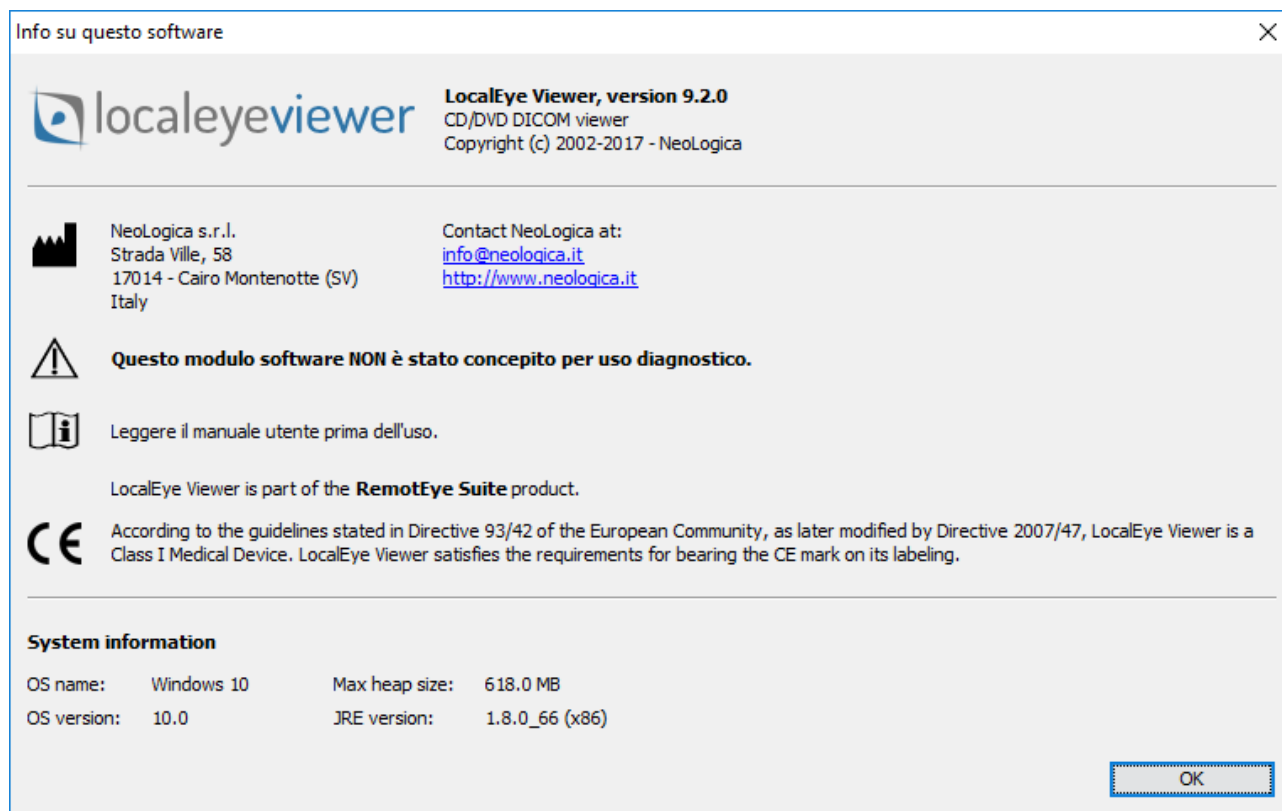 Info su questo software
localeyeviewer
LocalEye Viewer, version 9.2.0
CD/DVD DICOM viewer
Copyright (c) 2002-2017 - NeoLogica
NeoLogica s.r.l.
Strada Ville, 58
17014 - Cairo Montenotte (SV)
Italy
Contact NeoLogica at:
info@neologica.it
http://www.neologica.it
Questo modulo software NON è stato concepito per uso diagnostico.
Leggere il manuale utente prima dell'uso.
LocalEye Viewer is part of the RemotEye Suite product.
CE
According to the guidelines stated in Directive 93/42 of the European Community, as later modified by Directive 2007/47, LocalEye Viewer is a
Class I Medical Device. LocalEye Viewer satisfies the requirements for bearing the CE mark on its labeling.
System information
OS name: Windows 10 Max heap size: 618.0 MB
OS version: 10.0 JRE version: 1.8.0_66 (x86)
OK